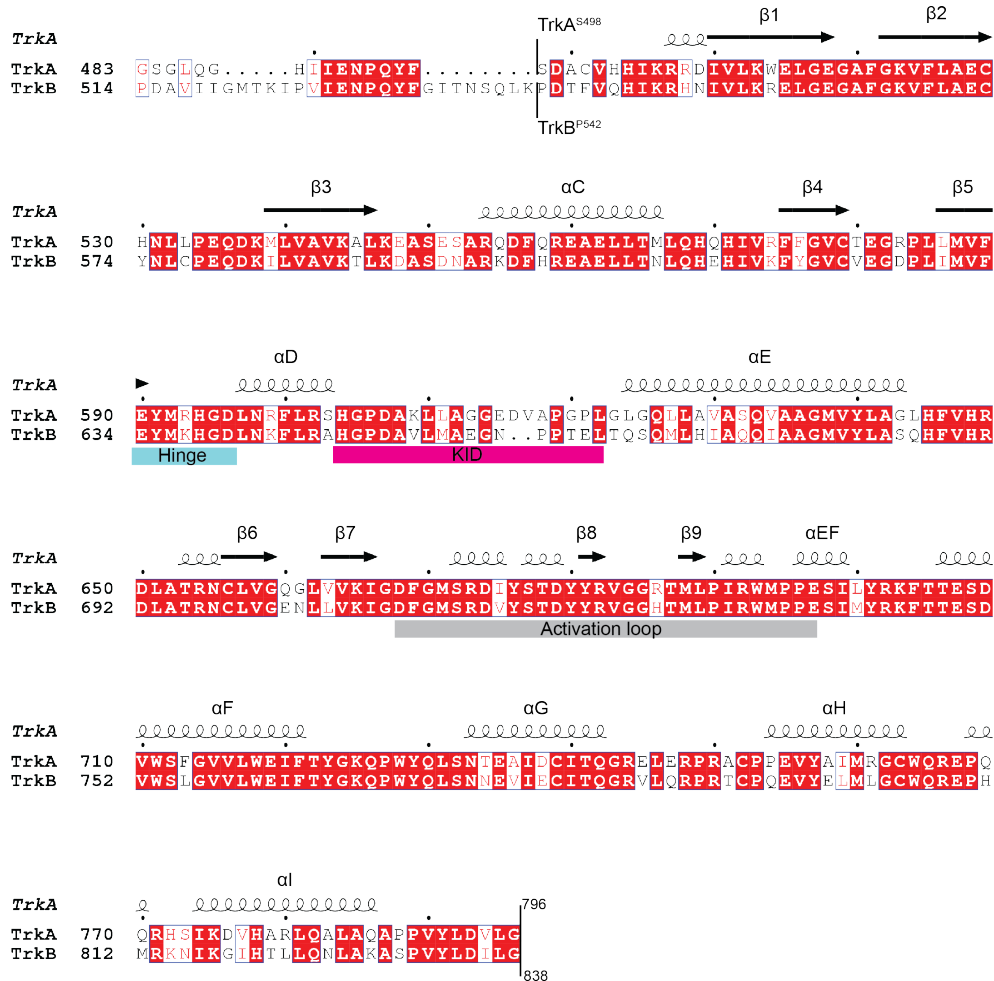 TrkA^S498 β1 β2
TrkA
TrkA 483 GSGLQG.....HIIENPQYF........SDACVHHIKRRDIVLKWELGEGAFGKVFLAEC
TrkB 514 PDAVIIGMTKIPVIENPQYFGITNSQLKPDTFVQHIKRHNIVLKRELGEGAFGKVFLAEC
TrkB^P542
β3 αC β4 β5
TrkA
TrkA 530 HNLLPEQDKMLVAVKALKEASESARQDFQREAELLTMLQHQHIVRFFGVCTEGRPLLMVF
TrkB 574 YNLCPEQDKILVAVKTLKDASDNARKDFHREAELLTNLQHEHIVKFYGVCVEGDPLIMVF
αD αE
TrkA
TrkA 590 EYMRHGDLNRFLRSHGPDAKLLAGGEDVAPGPLGLGQLLAVASQVAAGMVYLAGLHFVHR
TrkB 634 EYMKHGDLNKFLRAHGPDAVLMAEGN..PPTELTQSQMLHIAQQIAAGMVYLASQHFVHR
Hinge KID
β6 β7 β8 β9 αEF
TrkA
TrkA 650 DLATRNCLVGQGLVVKIGDFGMSRDIYSTDYYRVGGRTMLPIRWMPPESILYRKFTTESD
TrkB 692 DLATRNCLVGENLLVKIGDFGMSRDVYSTDYYRVGGHTMLPIRWMPPESIMYRKFTTESD
Activation loop
αF αG αH
TrkA
TrkA 710 VWSFGVVLWEIFTYGKQPWYQLSNTEAIDCITQGRELERPRACPPEVYAIMRGCWQREPQ
TrkB 752 VWSLGVVLWEIFTYGKQPWYQLSNNEVIECITQGRVLQRPRTCPQEVYELMLGCWQREPH
αI
TrkA 796
TrkA 770 QRHSIKDVHARLQALAQAPPVYLDVLG
TrkB 812 MRKNIKGIHTLLQNLAKASPVYLDILG
838